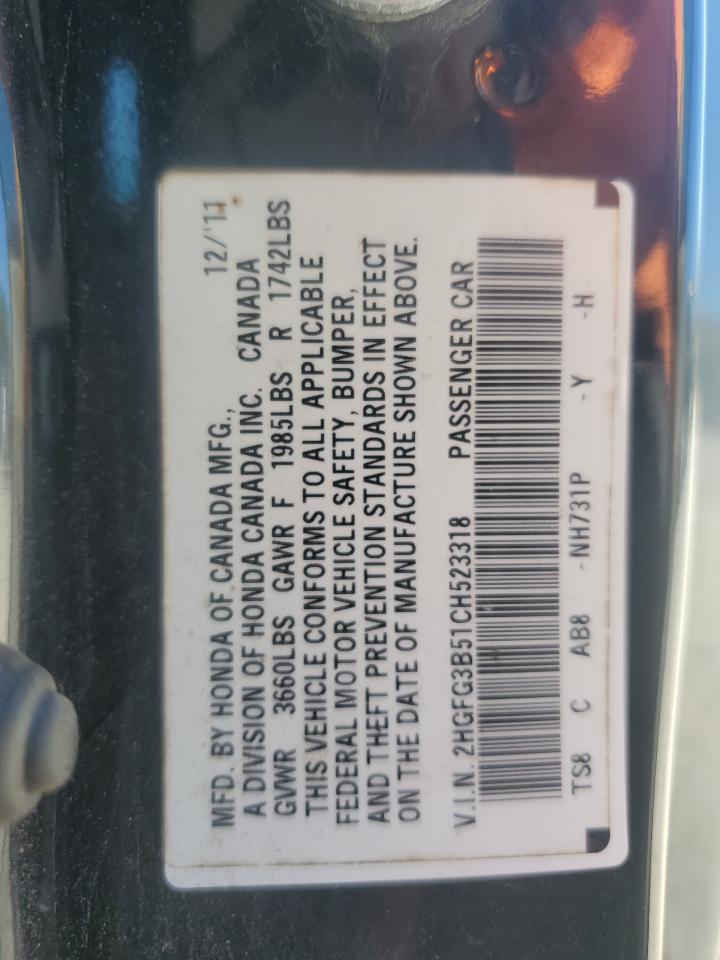 12/'11
MFD. BY HONDA OF CANADA MFG.,
A DIVISION OF HONDA CANADA INC. CANADA
GVWR 3660LBS GAWR F 1985LBS R 1742LBS
THIS VEHICLE CONFORMS TO ALL APPLICABLE
FEDERAL MOTOR VEHICLE SAFETY, BUMPER,
AND THEFT PREVENTION STANDARDS IN EFFECT
ON THE DATE OF MANUFACTURE SHOWN ABOVE.
V.I.N. 2HGFG3B51CH523318 PASSENGER CAR
TS8 C AB8 -NH731P -Y -H